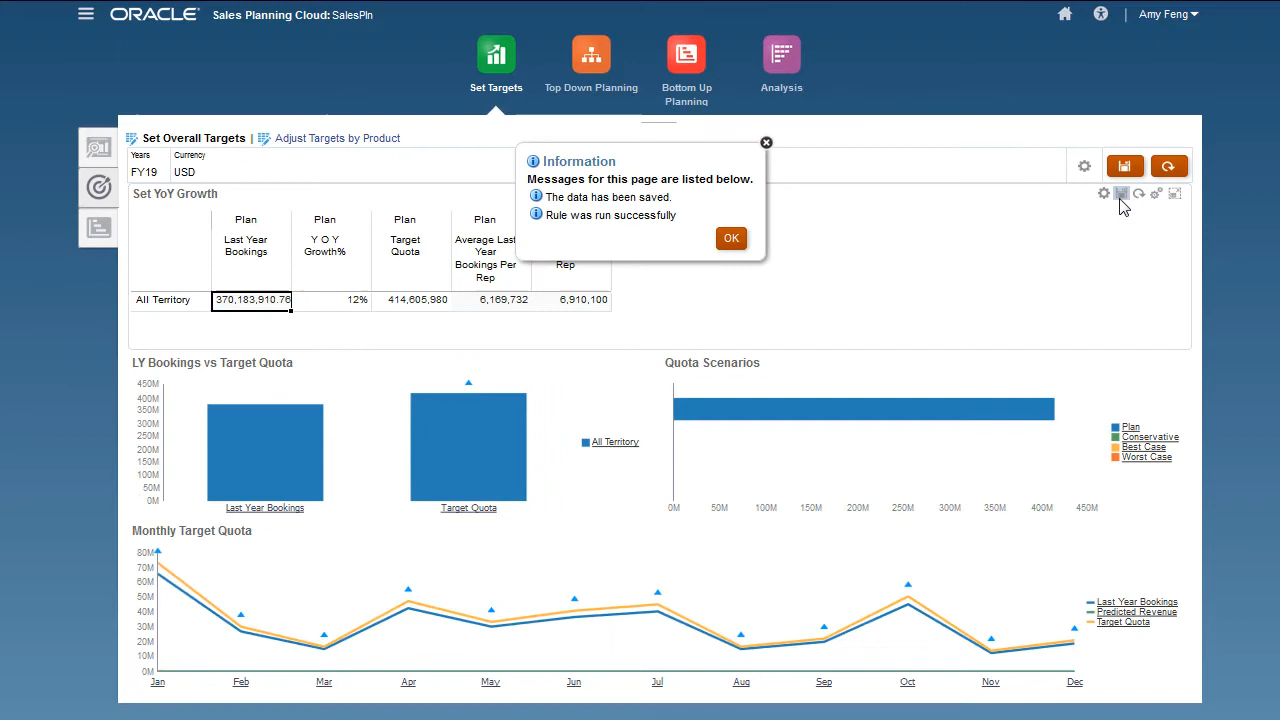 ORACLE Sales Planning Cloud: SalesPln
Amy Feng
Set Targets
Top Down Planning
Bottom Up
Planning
Analysis
Set Overall Targets | Adjust Targets by Product
Years
FY19
Currency
USD
Information
Messages for this page are listed below.
The data has been saved.
Rule was run successfully
OK
Set YoY Growth
Plan Plan Plan Plan
Last Year
Bookings
Y O Y
Growth%
Target
Quota
Average Last
Year
Bookings Per
Rep
Rep
All Territory 370,183,910.76 12% 414,605,980 6,169,732 6,910,100
LY Bookings vs Target Quota
450M
400M
350M
300M
250M
200M
150M
100M
50M
0M
Last Year Bookings
Target Quota
All Territory
Quota Scenarios
0M 50M 100M 150M 200M 250M 300M 350M 400M 450M
Plan
Conservative
Best Case
Worst Case
Monthly Target Quota
80M
70M
60M
50M
40M
30M
20M
10M
0M
Jan Feb Mar Apr May Jun Jul Aug Sep Oct Nov Dec
Last Year Bookings
Predicted Revenue
Target Quota